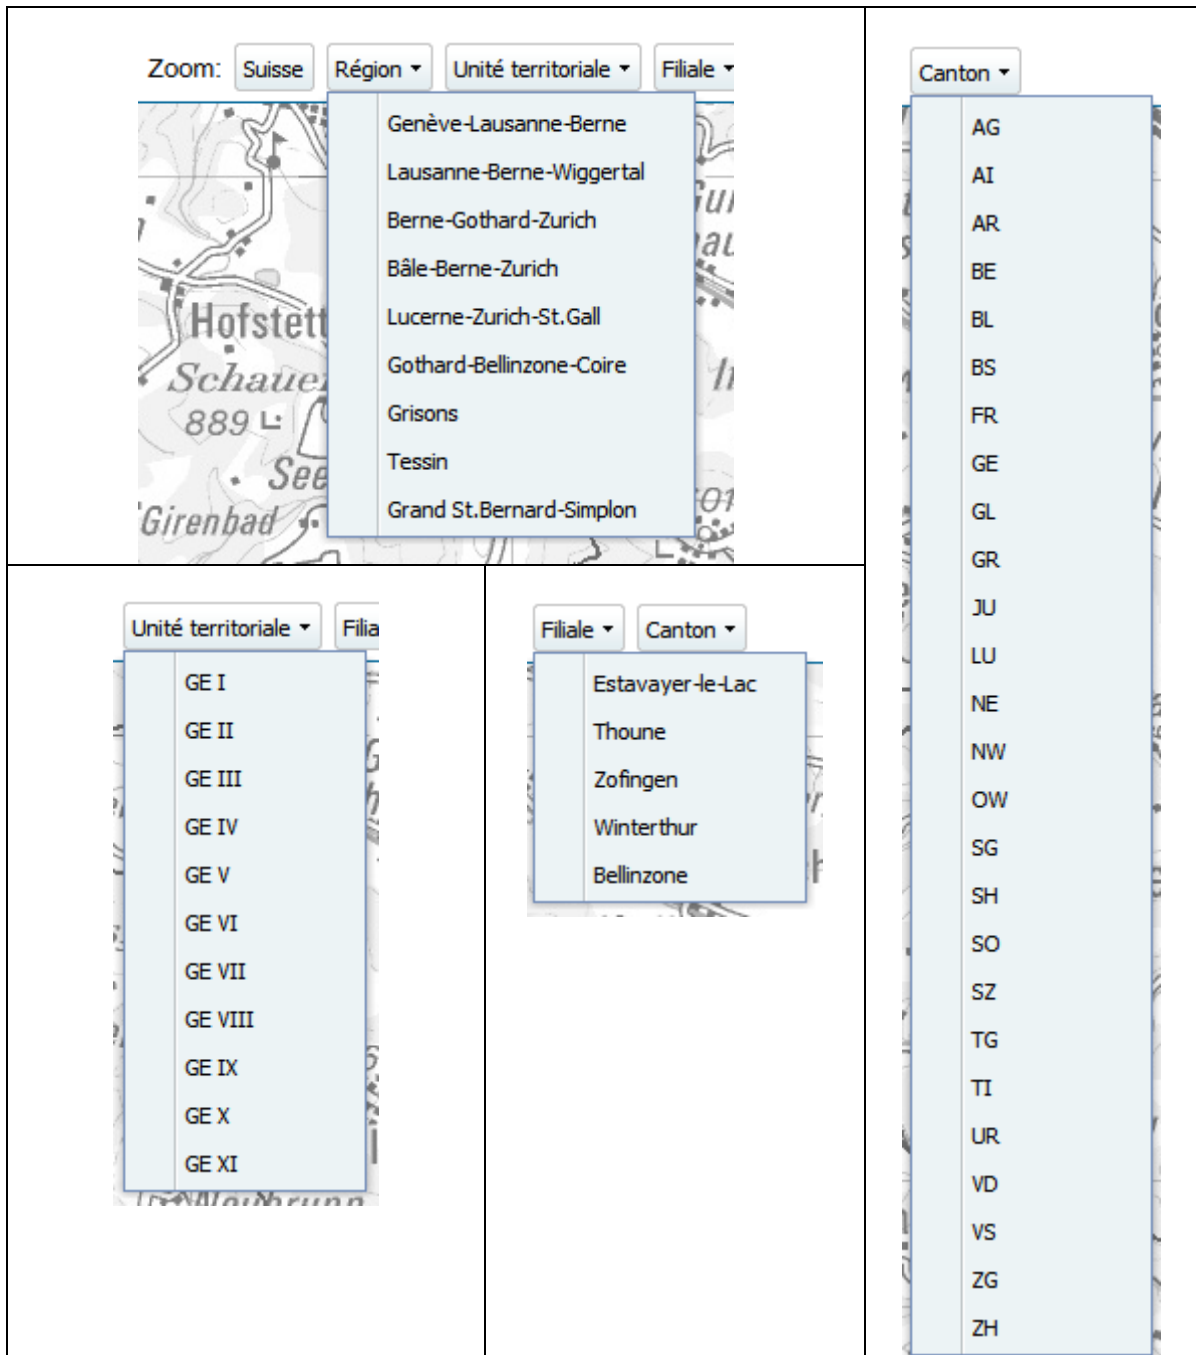 Zoom: Suisse Région Unité territoriale Filiale
Genève-Lausanne-Berne
Lausanne-Berne-Wiggertal
Berne-Gothard-Zurich
Bâle-Berne-Zurich
Lucerne-Zurich-St.Gall
Gothard-Bellinzone-Coire
Grisons
Tessin
Grand St.Bernard-Simplon
Hofstett
Schauer
889
See
Girenbad
Canton
AG
AI
AR
BE
BL
BS
FR
GE
GL
GR
JU
LU
NE
NW
OW
SG
SH
SO
SZ
TG
TI
UR
VD
VS
ZG
ZH
Unité territoriale Filia
GE I
GE II
GE III
GE IV
GE V
GE VI
GE VII
GE VIII
GE IX
GE X
GE XI
Filiale Canton
Estavayer-le-Lac
Thoune
Zofingen
Winterthur
Bellinzone